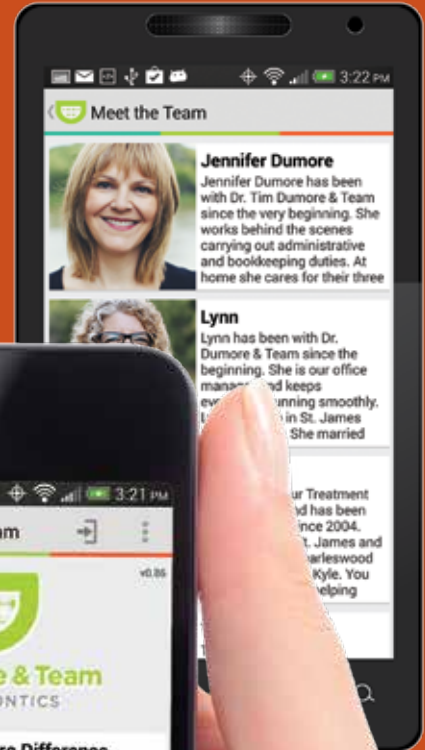 3:22 PM
Meet the Team
Jennifer Dumore
Jennifer Dumore has been
with Dr. Tim Dumore & Team
since the very beginning. She
works behind the scenes
carrying out administrative
and bookkeeping duties. At
home she cares for their three
Lynn
Lynn has been with Dr.
Dumore & Team since the
beginning. She is our office
keeps
unning smoothly.
in St. James
She married
ur Treatment
has been
ince 2004.
t. James and
arleswood
Kyle. You
elping
3:21 PM
am
v0.86
e & Team
ONTICS
re Difference